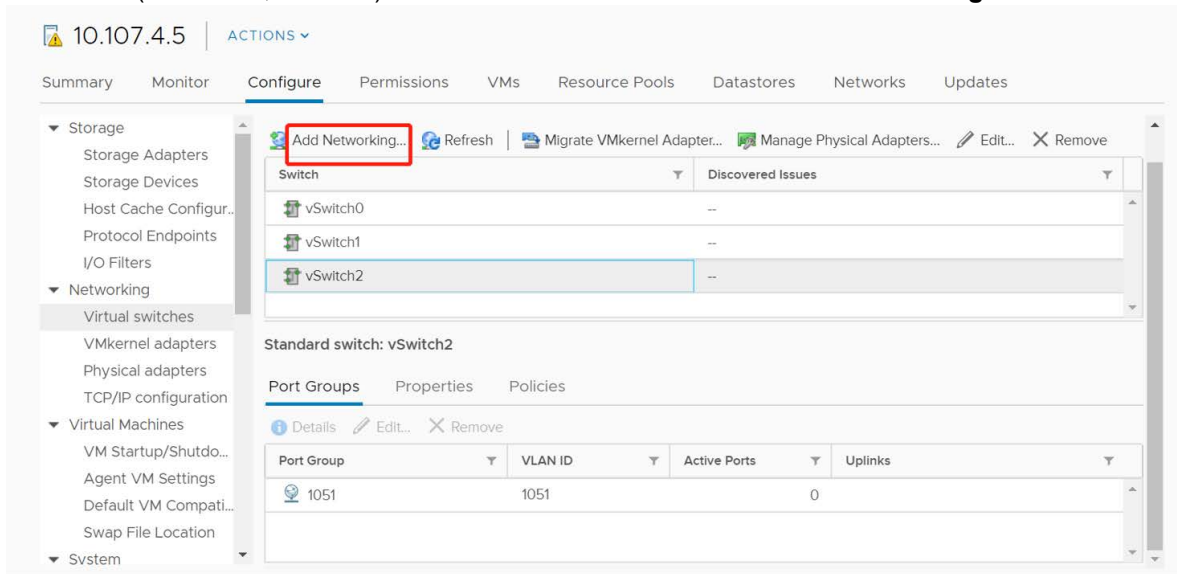 10.107.4.5 ACTIONS
Summary Monitor Configure Permissions VMs Resource Pools Datastores Networks Updates
Storage
Storage Adapters
Storage Devices
Host Cache Configur..
Protocol Endpoints
I/O Filters
Networking
Virtual switches
VMkernel adapters
Physical adapters
TCP/IP configuration
Virtual Machines
VM Startup/Shutdo...
Agent VM Settings
Default VM Compati...
Swap File Location
System
Add Networking... Refresh Migrate VMkernel Adapter... Manage Physical Adapters... Edit... Remove
Switch Discovered Issues
vSwitch0 --
vSwitch1 --
vSwitch2 --
Standard switch: vSwitch2
Port Groups Properties Policies
Details Edit... Remove
Port Group VLAN ID Active Ports Uplinks
1051 1051 0